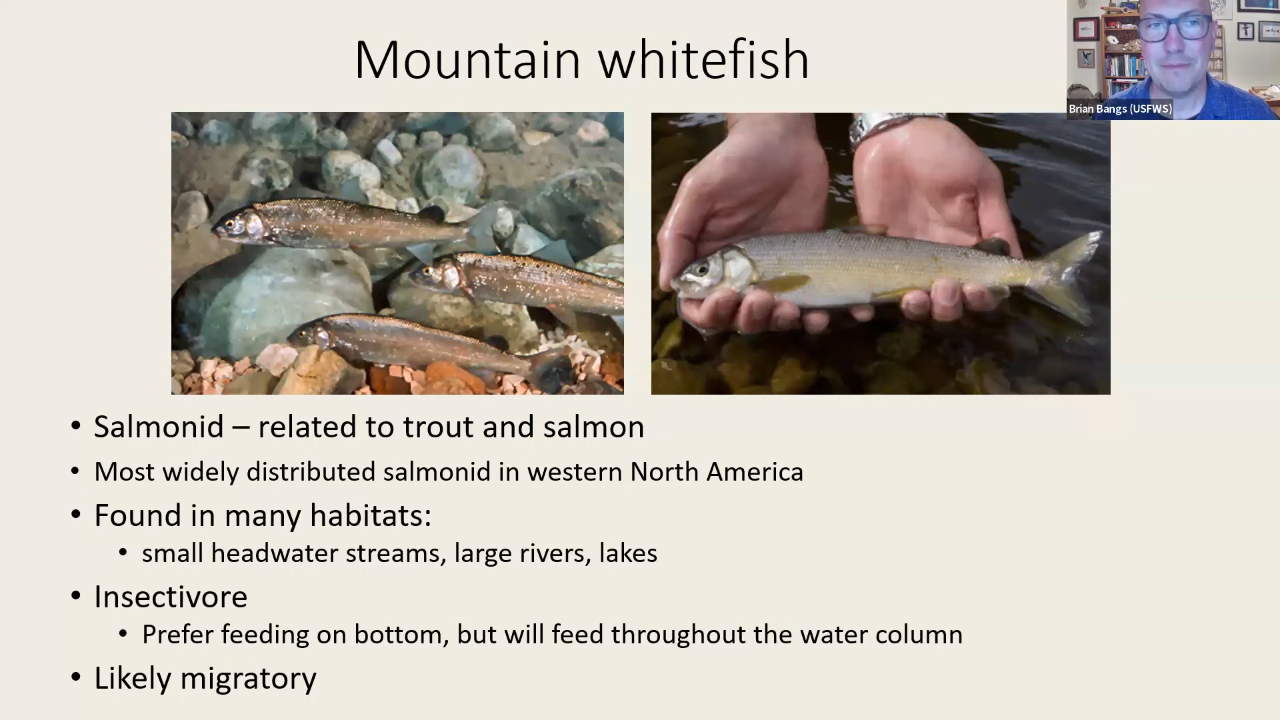 Mountain whitefish
Brian Bangs (USFWS)
• Salmonid – related to trout and salmon
• Most widely distributed salmonid in western North America
• Found in many habitats:
• small headwater streams, large rivers, lakes
• Insectivore
• Prefer feeding on bottom, but will feed throughout the water column
• Likely migratory